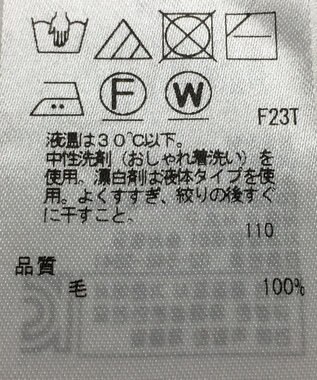 F W
F23T
液温は30℃以下。
中性洗剤（おしゃれ着洗い）を
使用。漂白剤は液体タイプを使
用。よくすすぎ、絞りの後すぐ
に干すこと。
110
品質
毛 100%